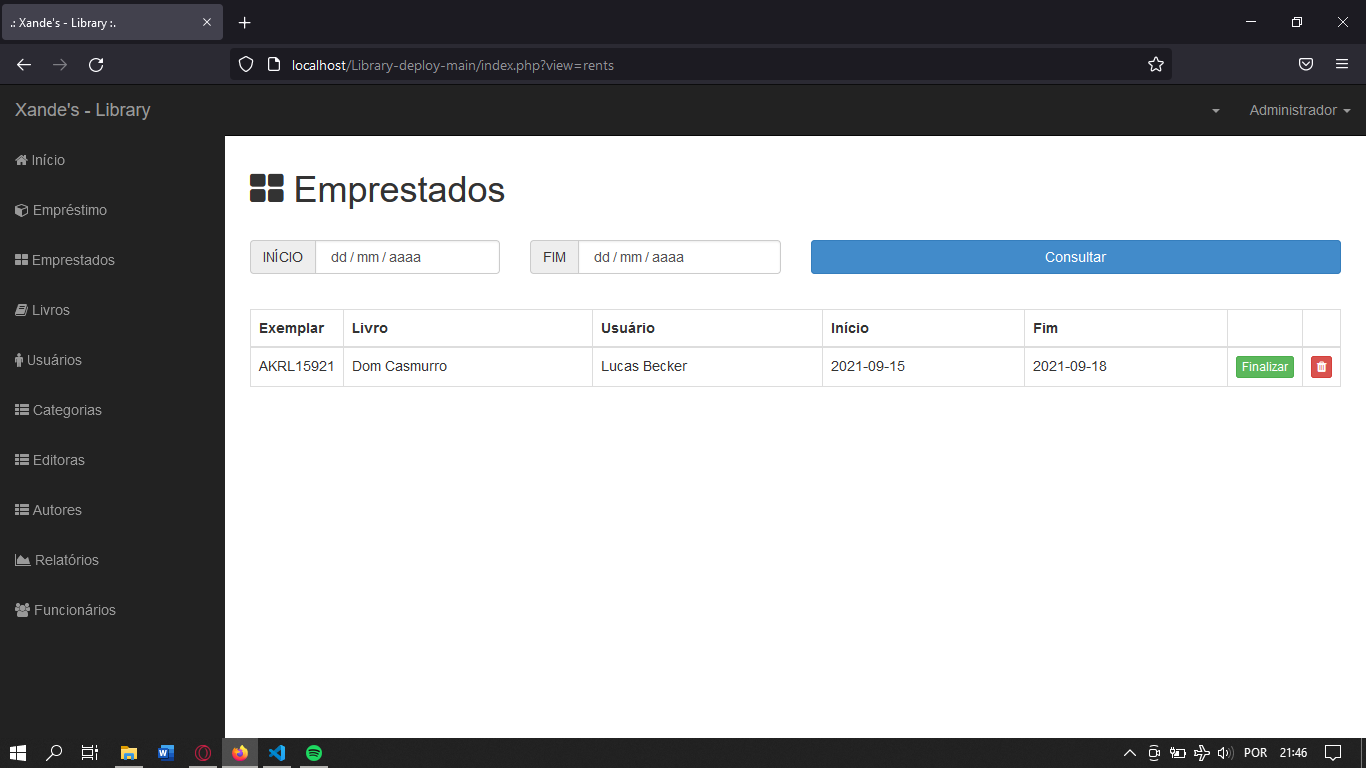 .: Xande's - Library :.
localhost/Library-deploy-main/index.php?view=rents
Xande's - Library
Administrador
Início
Empréstimo
Emprestados
Livros
Usuários
Categorias
Editoras
Autores
Relatórios
Funcionários
Emprestados
INÍCIO dd / mm / aaaa FIM dd / mm / aaaa Consultar
Exemplar Livro Usuário Início Fim
AKRL15921 Dom Casmurro Lucas Becker 2021-09-15 2021-09-18 Finalizar
POR 21:46